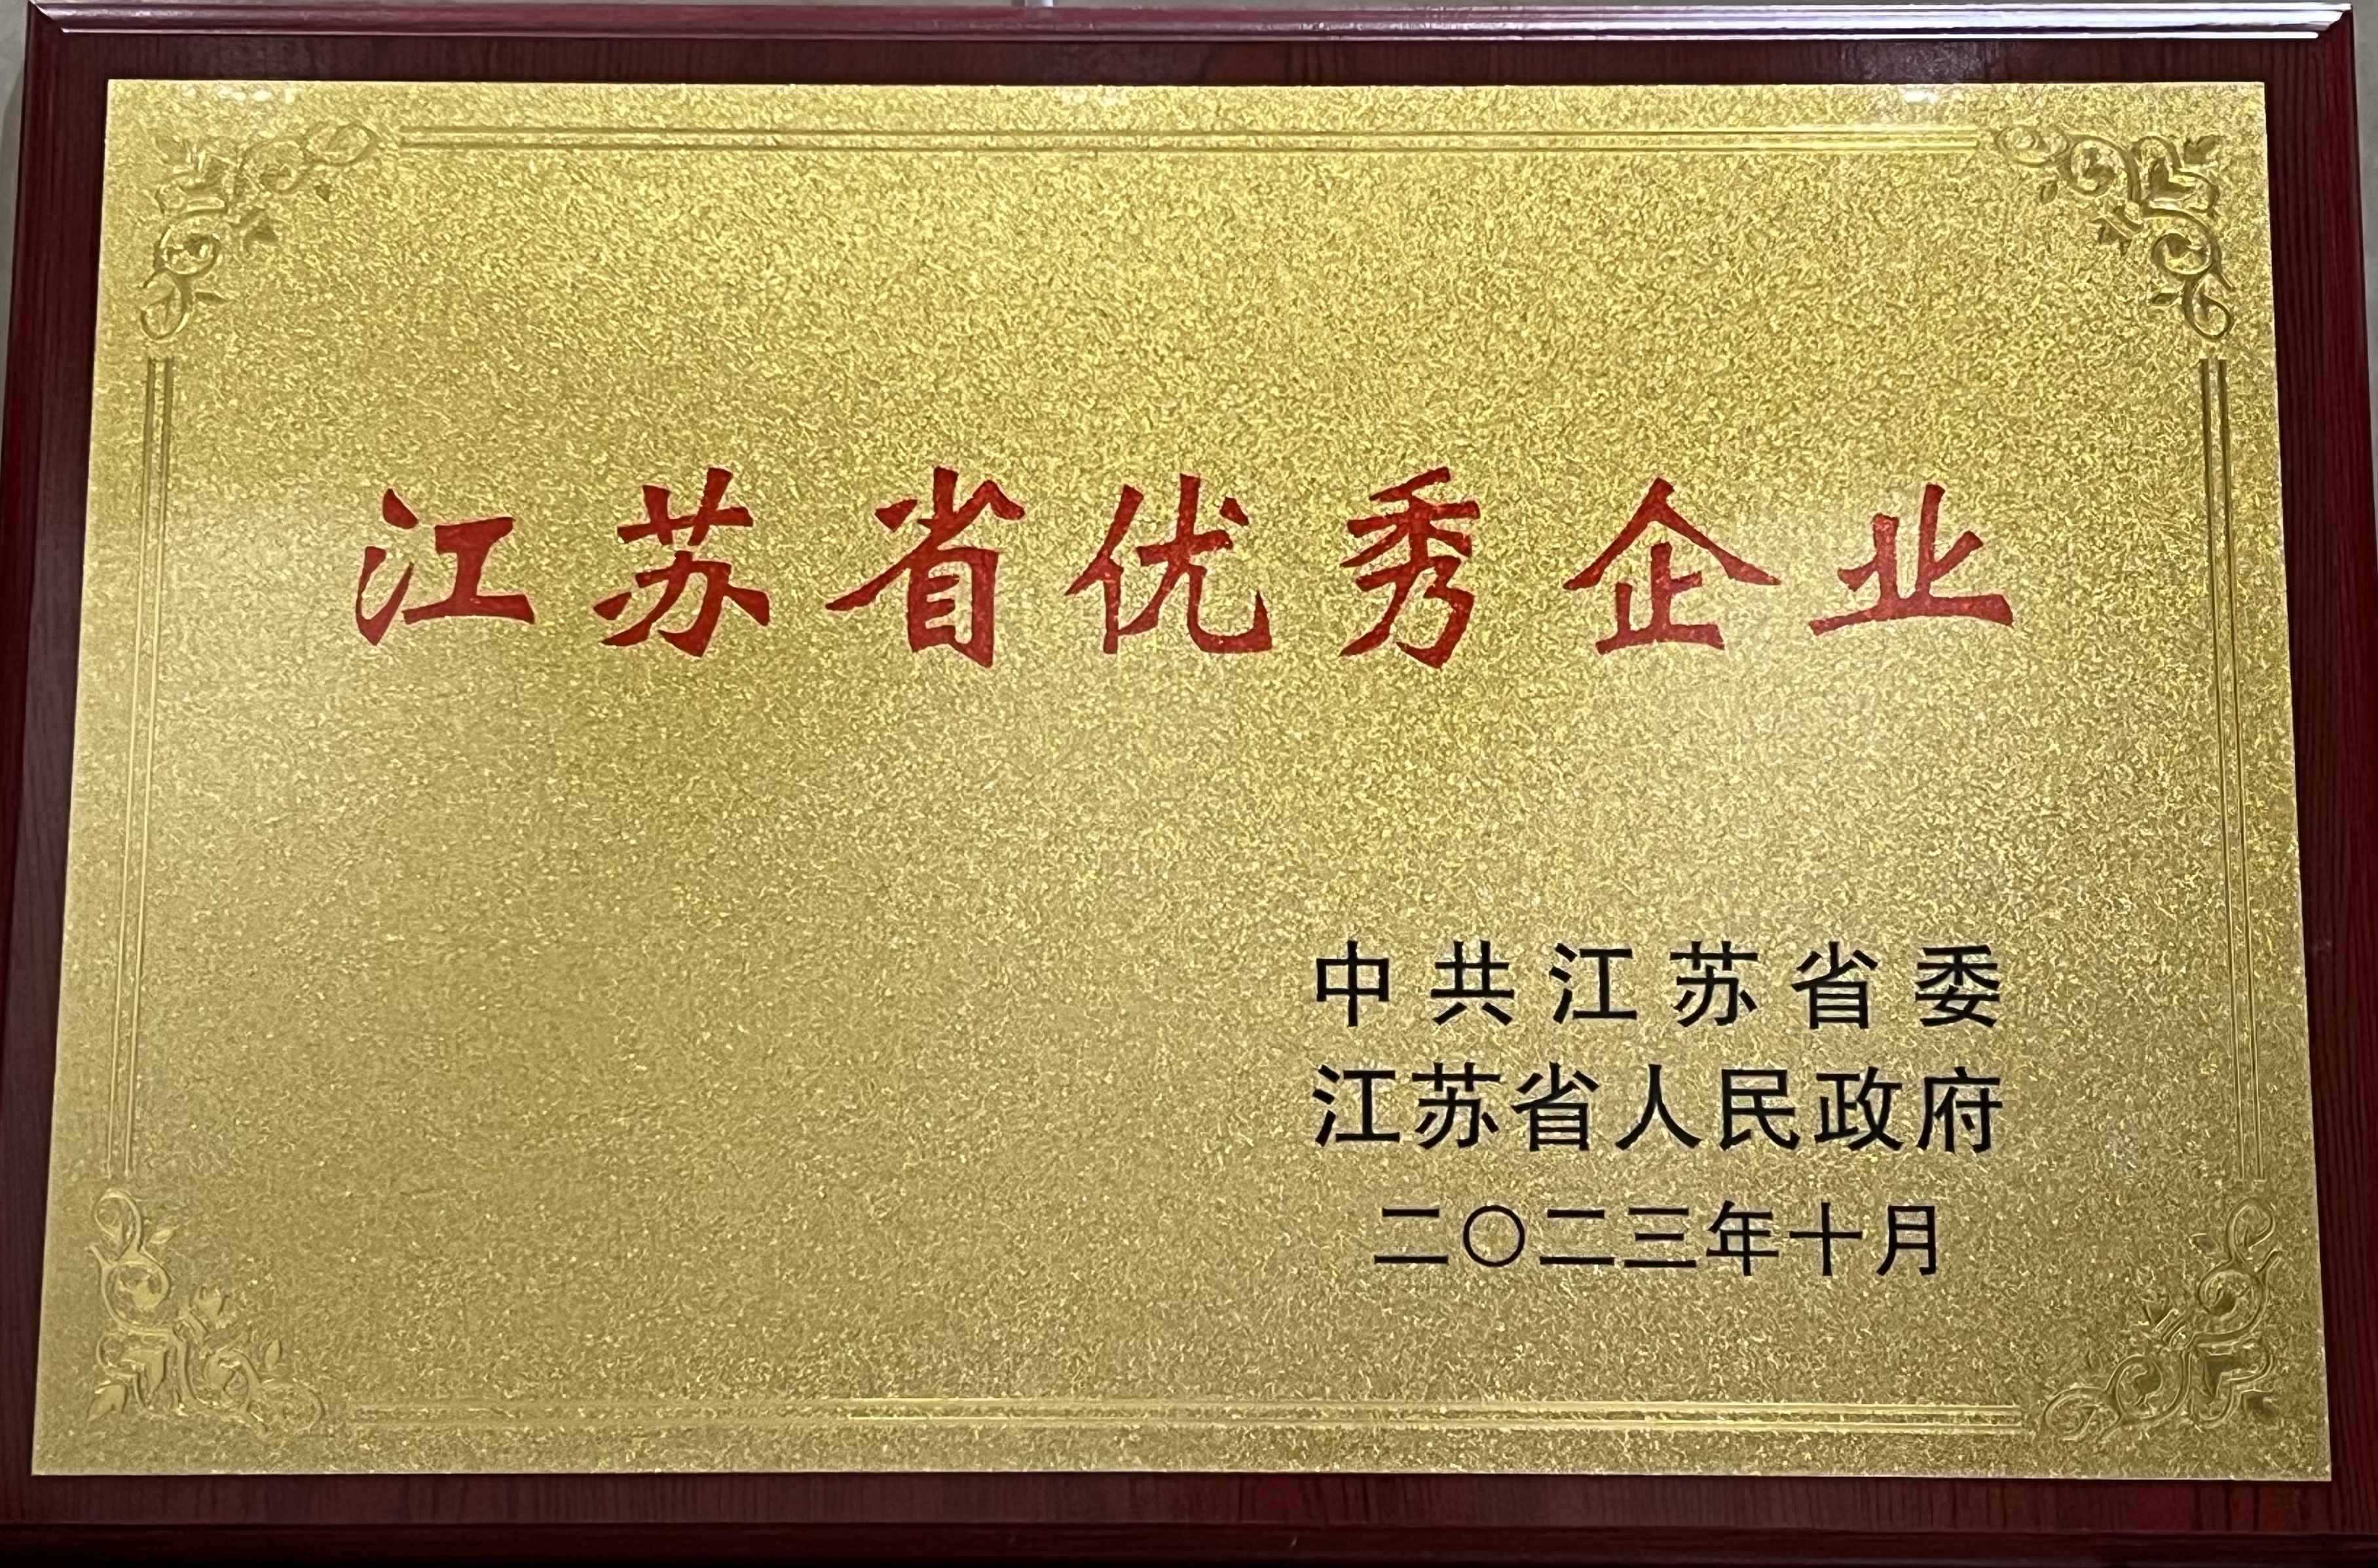 江苏省优秀企业
中共江苏省委
江苏省人民政府
二〇二三年十月